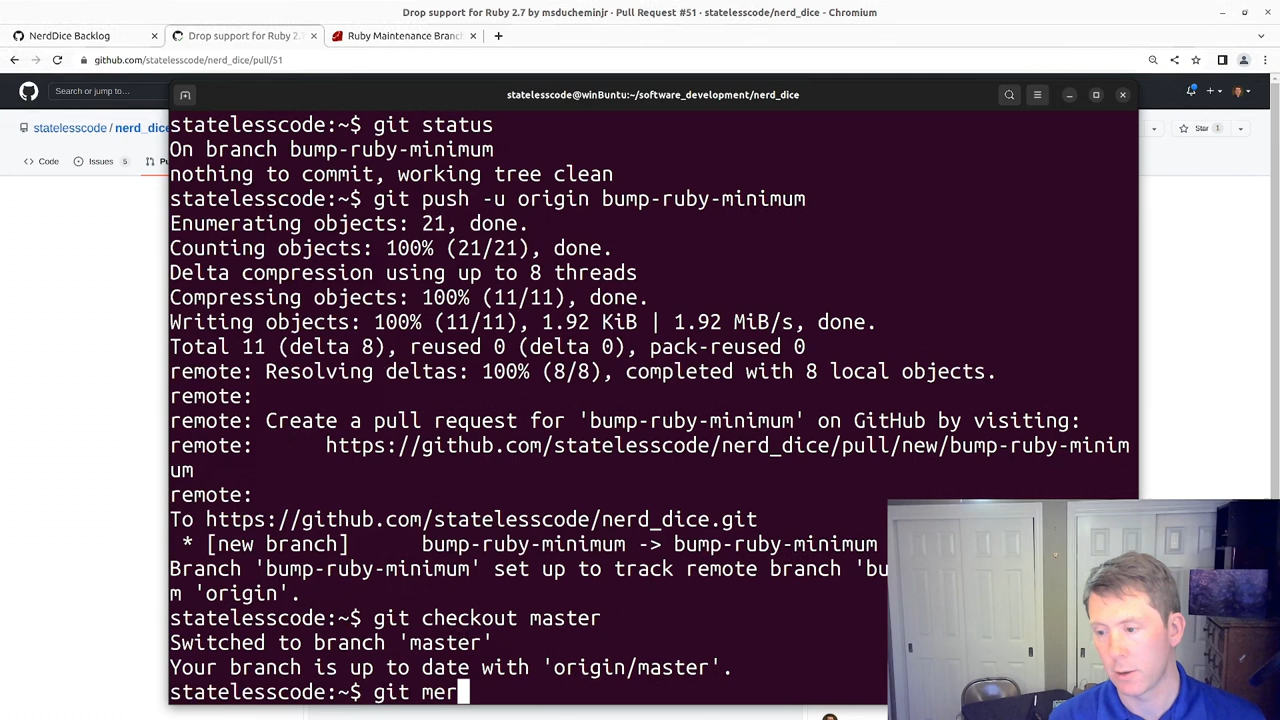 Drop support for Ruby 2.7 by msducheminjr · Pull Request #51 · statelesscode/nerd_dice - Chromium
NerdDice Backlog
Drop support for Ruby 2.7
Ruby Maintenance Branch
github.com/statelesscode/nerd_dice/pull/51
Search or jump to…
statelesscode@winBuntu:~/software_development/nerd_dice
statelesscode / nerd_dice
Star 1
Code
Issues 5
Pu
statelesscode:~$ git status
On branch bump-ruby-minimum
nothing to commit, working tree clean
statelesscode:~$ git push -u origin bump-ruby-minimum
Enumerating objects: 21, done.
Counting objects: 100% (21/21), done.
Delta compression using up to 8 threads
Compressing objects: 100% (11/11), done.
Writing objects: 100% (11/11), 1.92 KiB | 1.92 MiB/s, done.
Total 11 (delta 8), reused 0 (delta 0), pack-reused 0
remote: Resolving deltas: 100% (8/8), completed with 8 local objects.
remote:
remote: Create a pull request for 'bump-ruby-minimum' on GitHub by visiting:
remote:      https://github.com/statelesscode/nerd_dice/pull/new/bump-ruby-minim
um
remote:
To https://github.com/statelesscode/nerd_dice.git
 * [new branch]      bump-ruby-minimum -> bump-ruby-minimum
Branch 'bump-ruby-minimum' set up to track remote branch 'bu
m 'origin'.
statelesscode:~$ git checkout master
Switched to branch 'master'
Your branch is up to date with 'origin/master'.
statelesscode:~$ git mer